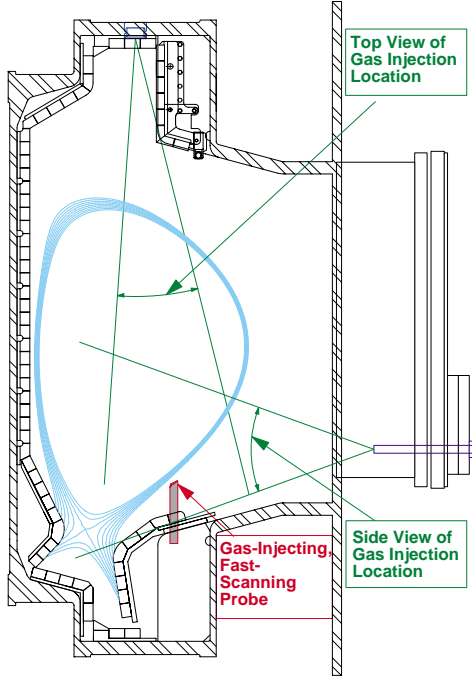 Top View of
Gas Injection
Location
Gas-Injecting,
Fast-
Scanning
Probe
Side View of
Gas Injection
Location